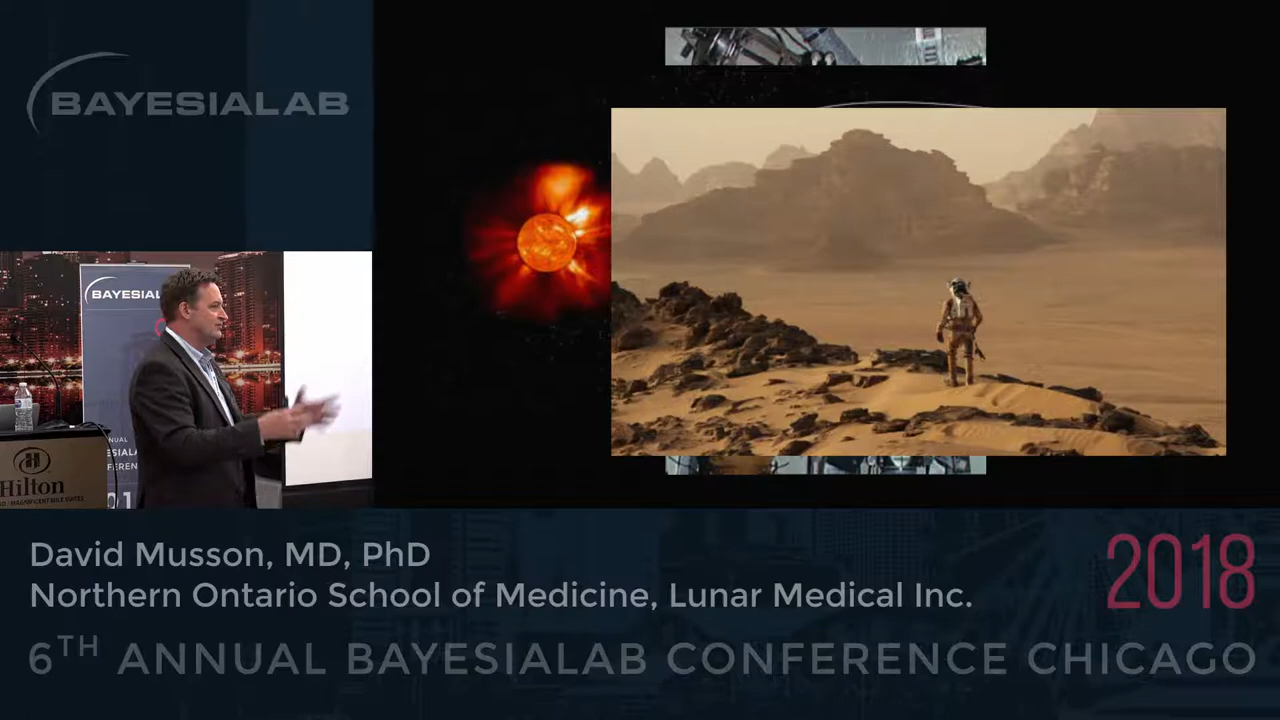 BAYESIALAB
BAYESIAL
Hilton
David Musson, MD, PhD
Northern Ontario School of Medicine, Lunar Medical Inc.
2018
6TH ANNUAL BAYESIALAB CONFERENCE CHICAGO